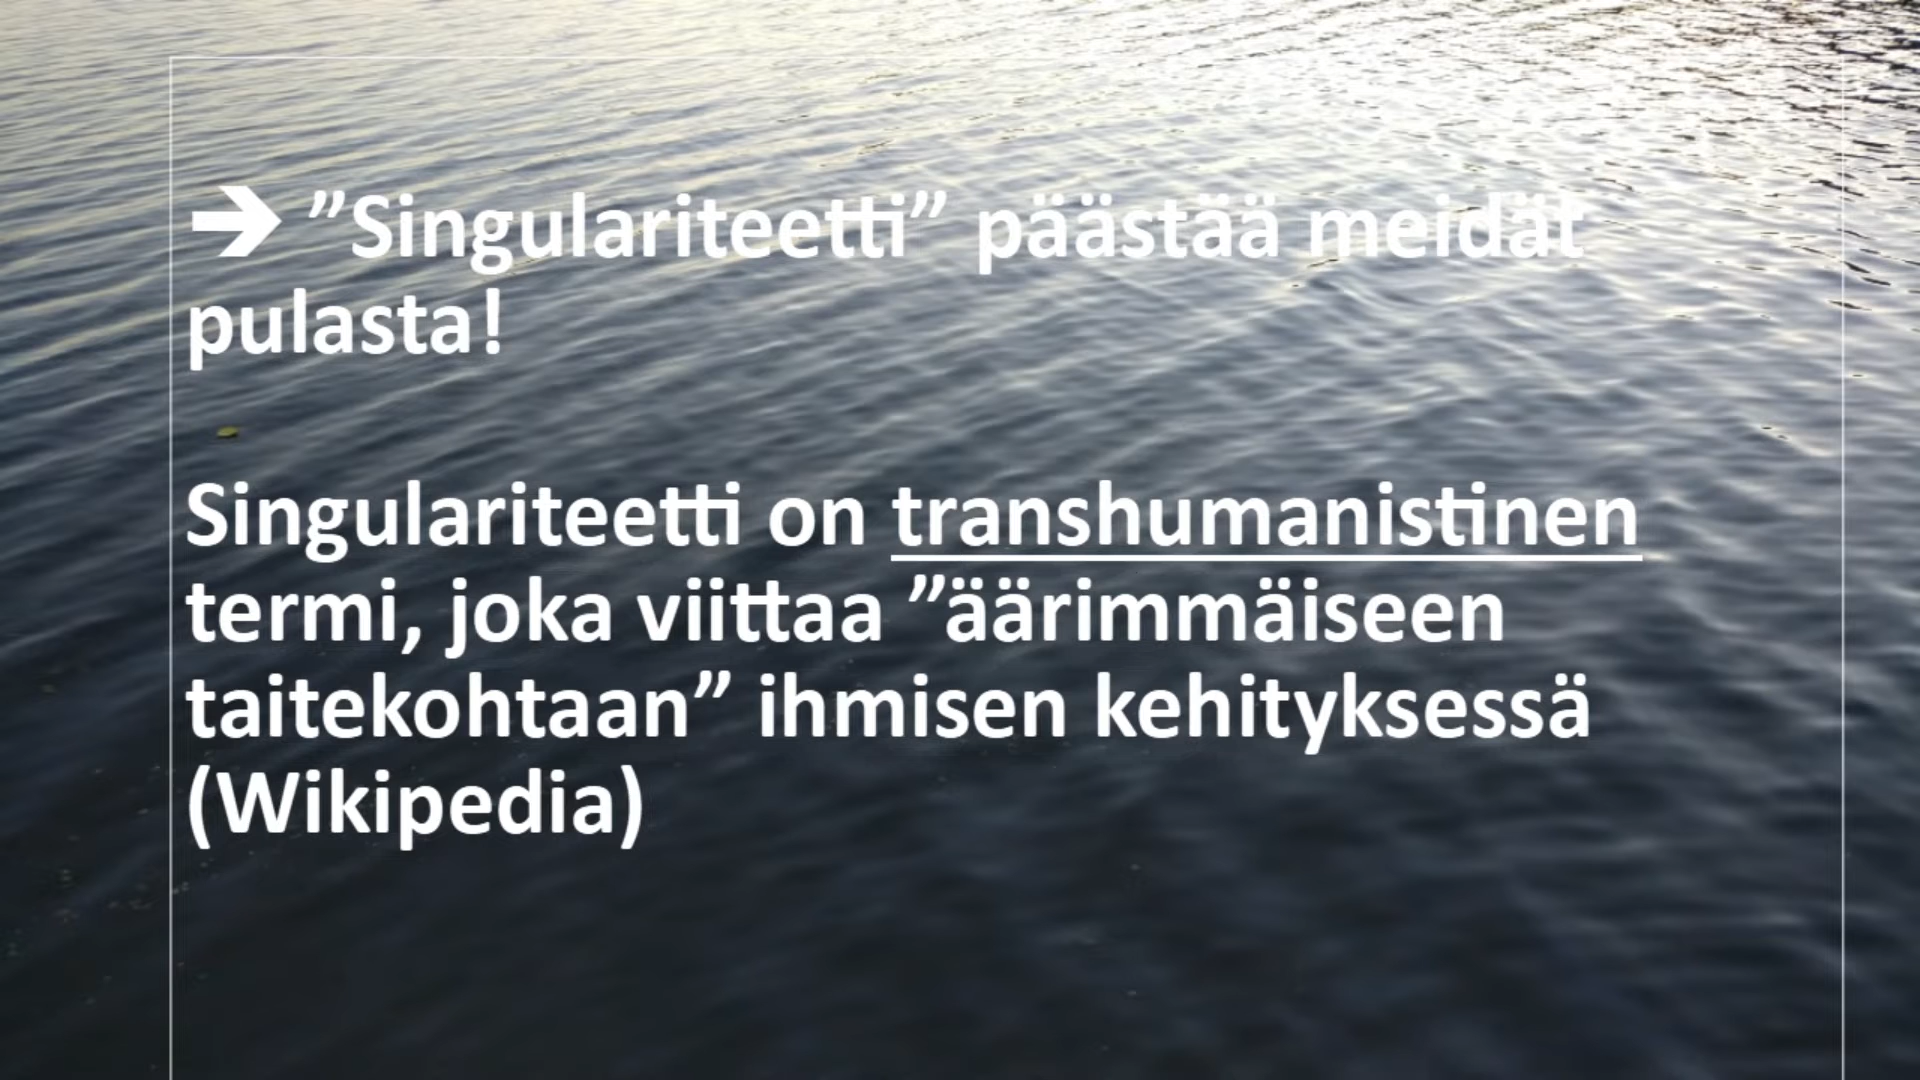 ➔ ”Singulariteetti” päästää meidät
pulasta!
Singulariteetti on transhumanistinen
termi, joka viittaa ”äärimmäiseen
taitekohtaan” ihmisen kehityksessä
(Wikipedia)